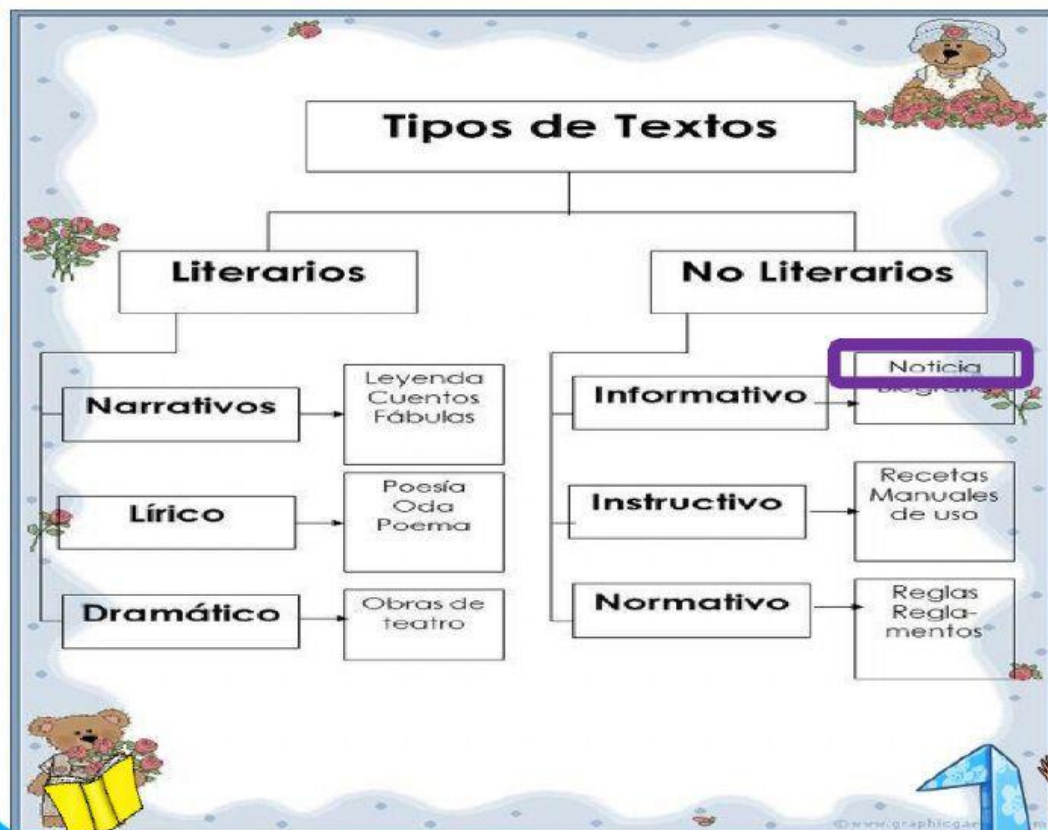 Tipos de Textos
Literarios
No Literarios
Narrativos
Leyenda
Cuentos
Fábulas
Lírico
Poesía
Oda
Poema
Dramático
Obras de
teatro
Informativo
Noticia
Instructivo
Recetas
Manuales
de uso
Normativo
Reglas
Regla-
mentos